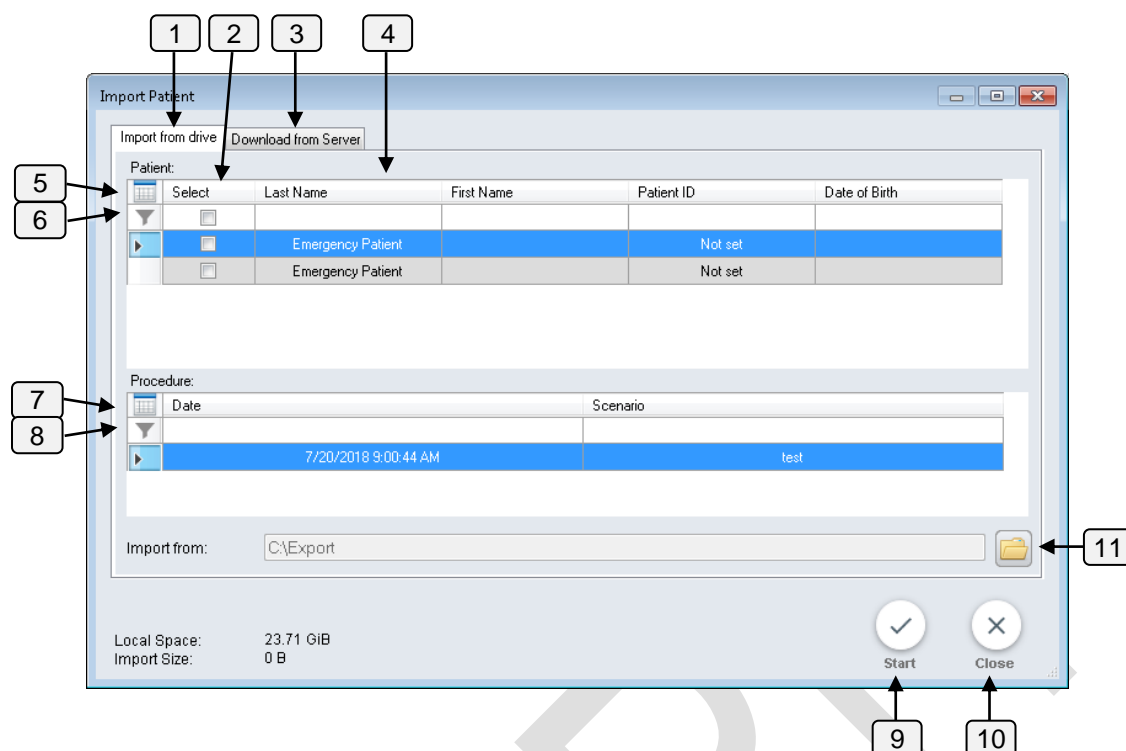 1 2 3 4
Import Patient
Import from drive Download from Server
Patient:
5 Select Last Name First Name Patient ID Date of Birth
6
Emergency Patient Not set
Emergency Patient Not set
Procedure:
7 Date Scenario
8
7/20/2018 9:00:44 AM test
Import from: C:\Export 11
Local Space: 23.71 GiB
Import Size: 0 B
Start Close
9 10